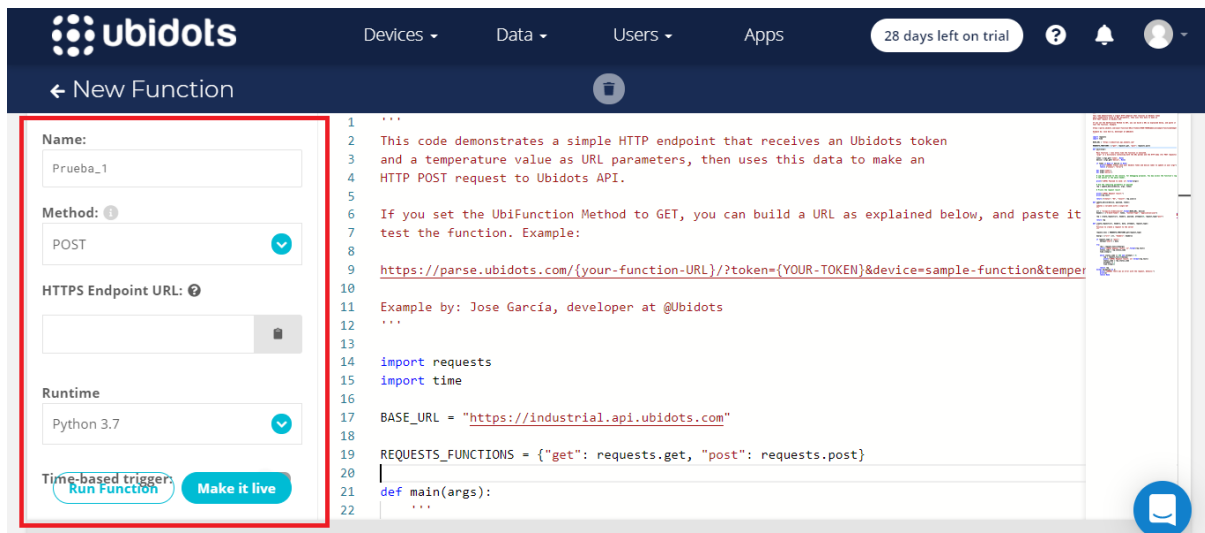 ubidots
Devices
Data
Users
Apps
28 days left on trial
New Function
Name:
Prueba_1
Method:
POST
HTTPS Endpoint URL:
Runtime
Python 3.7
Time-based trigger:
Run Function
Make it live
1 '''
2 This code demonstrates a simple HTTP endpoint that receives an Ubidots token
3 and a temperature value as URL parameters, then uses this data to make an
4 HTTP POST request to Ubidots API.
5
6 If you set the UbiFunction Method to GET, you can build a URL as explained below, and paste it
7 test the function. Example:
8
9 https://parse.ubidots.com/{your-function-URL}/?token={YOUR-TOKEN}&device=sample-function&temper
10
11 Example by: Jose García, developer at @Ubidots
12 '''
13
14 import requests
15 import time
16
17 BASE_URL = "https://industrial.api.ubidots.com"
18
19 REQUESTS_FUNCTIONS = {"get": requests.get, "post": requests.post}
20
21 def main(args):
22 '''